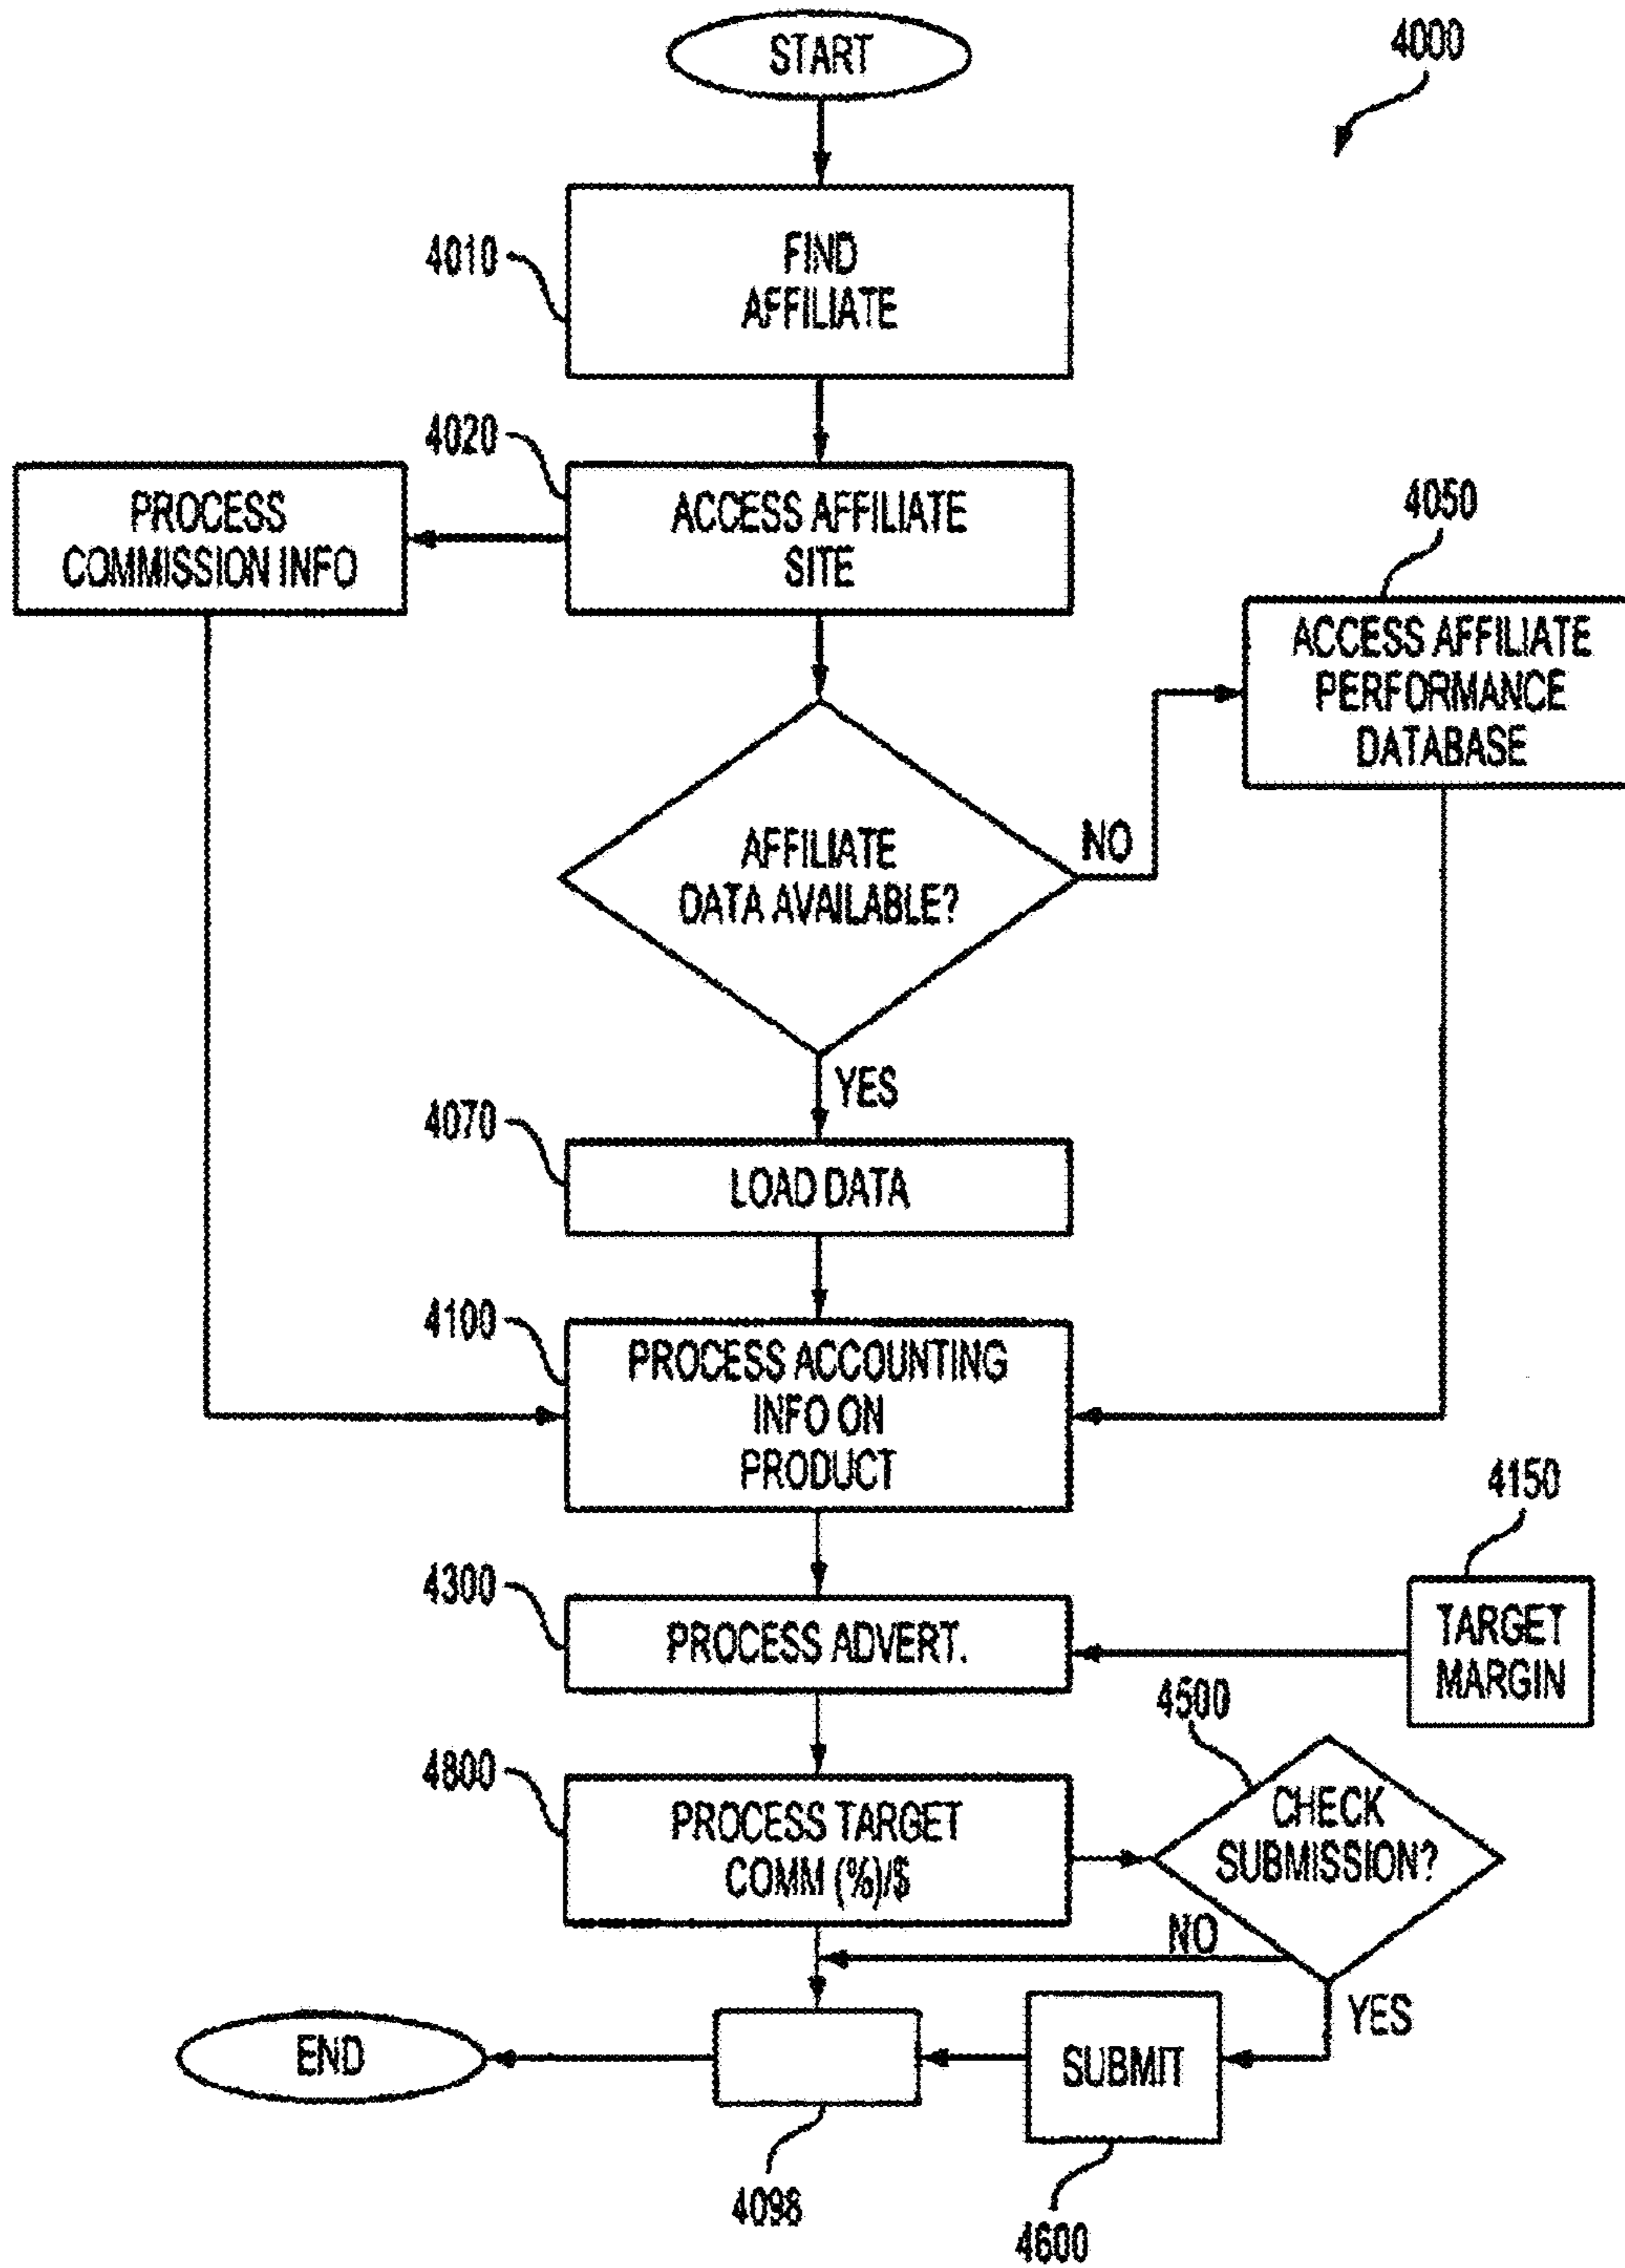 START
4000
4010
FIND
AFFILIATE
4020
PROCESS
COMMISSION INFO
ACCESS AFFILIATE
SITE
4050
ACCESS AFFILIATE
PERFORMANCE
DATABASE
AFFILIATE
DATA AVAILABLE?
NO
YES
4070
LOAD DATA
4100
PROCESS ACCOUNTING
INFO ON
PRODUCT
4150
TARGET
MARGIN
4300
PROCESS ADVERT.
4500
CHECK
SUBMISSION?
4800
PROCESS TARGET
COMM (%)/$
NO
YES
END
SUBMIT
4098
4600